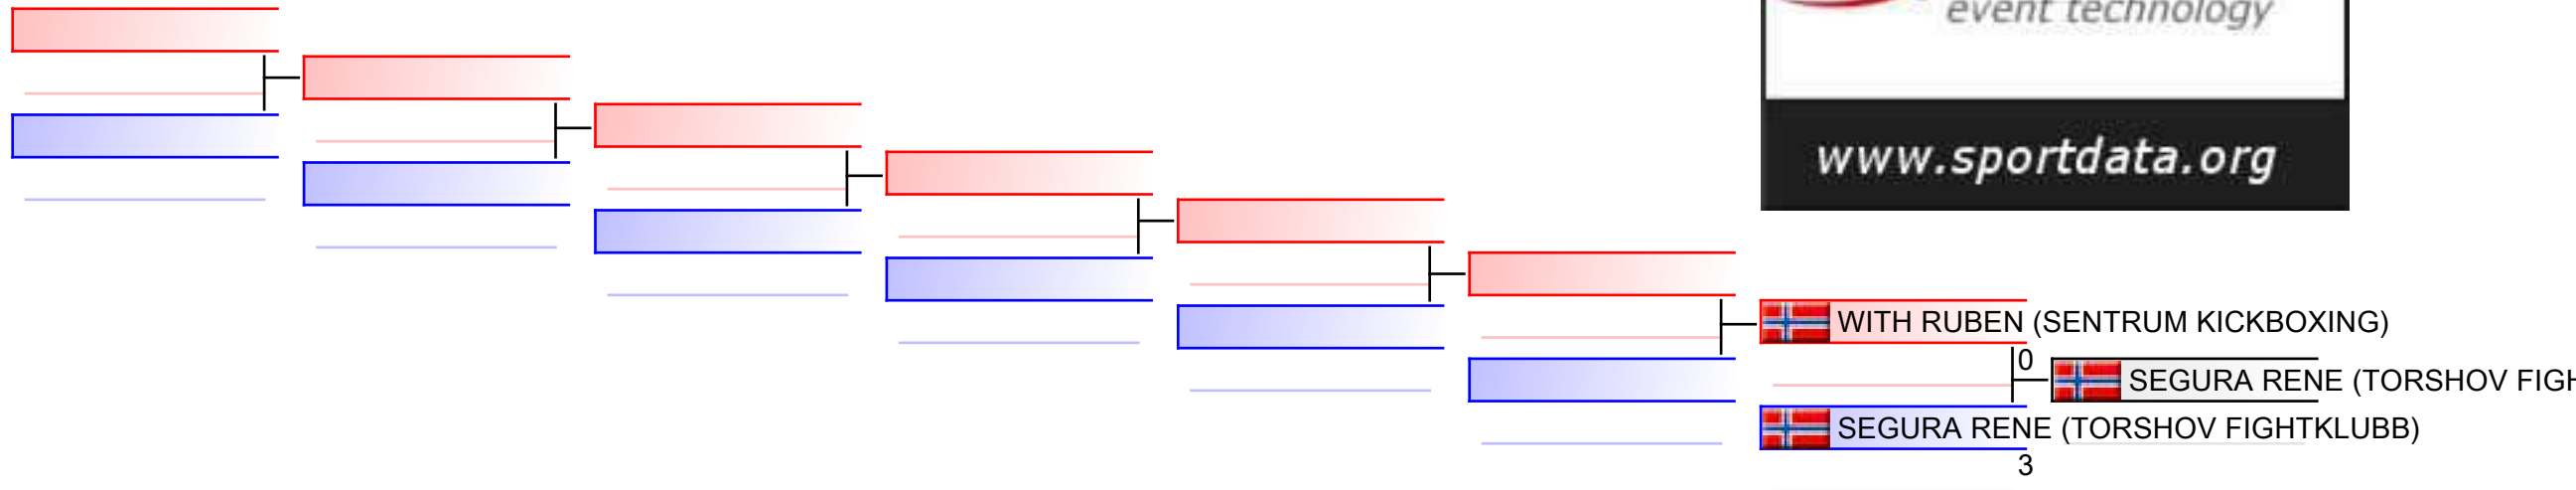 event technology
www.sportdata.org
WITH RUBEN (SENTRUM KICKBOXING)
0
SEGURA RENE (TORSHOV FIGH
SEGURA RENE (TORSHOV FIGHTKLUBB)
3